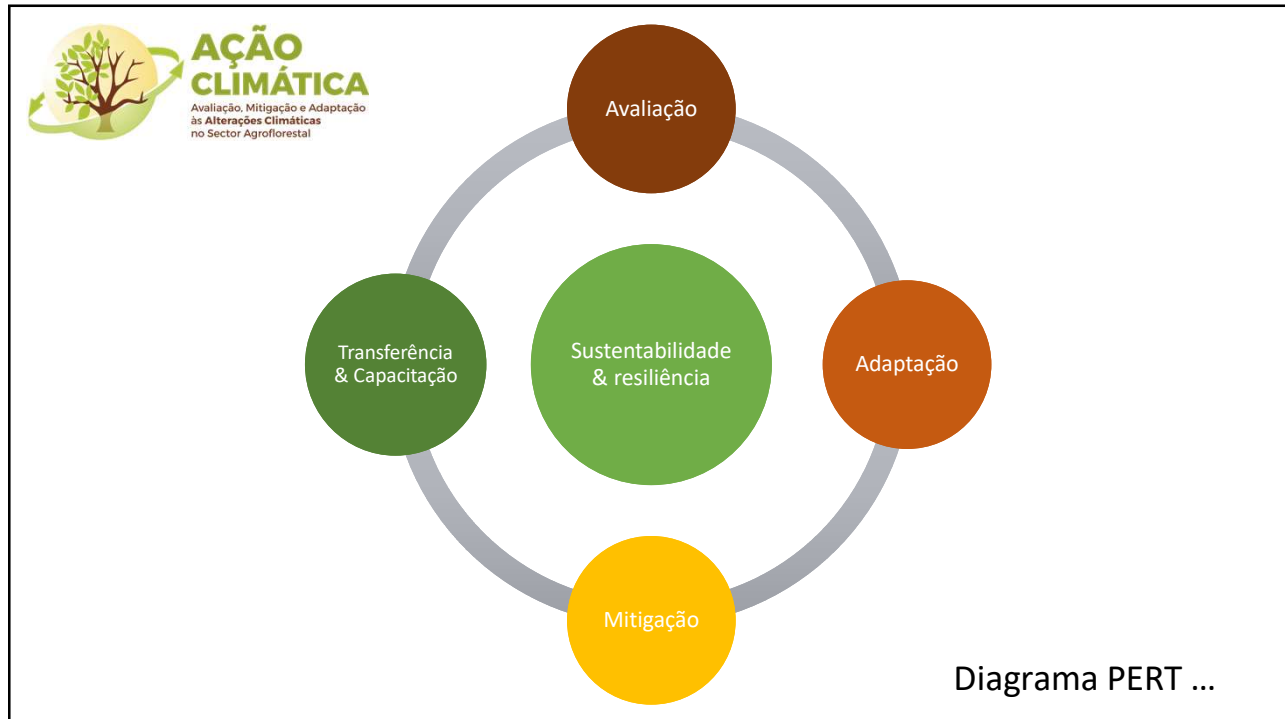 AÇÃO
CLIMÁTICA
Avaliação, Mitigação e Adaptação
às Alterações Climáticas
no Sector Agroflorestal
Avaliação
Transferência
& Capacitação
Sustentabilidade
& resiliência
Adaptação
Mitigação
Diagrama PERT ...